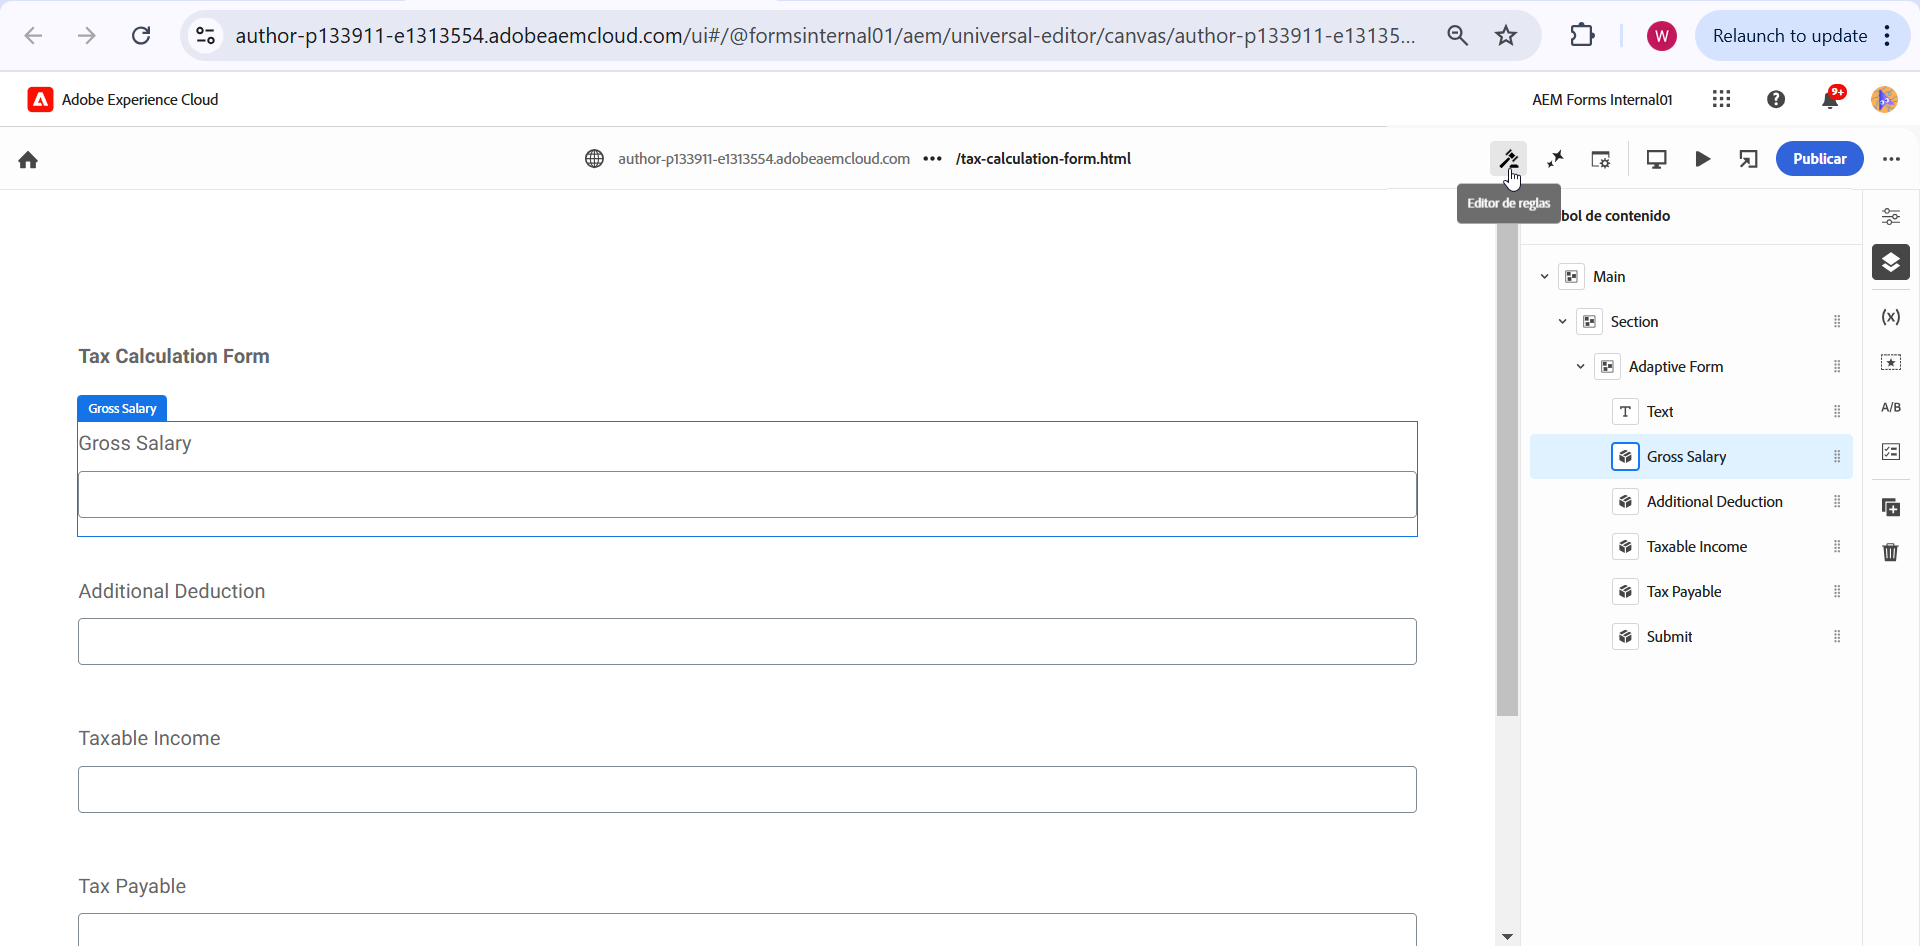 author-p133911-e1313554.adobeaemcloud.com/ui#/@formsinternal01/aem/universal-editor/canvas/author-p133911-e13135...
W
Relaunch to update
Adobe Experience Cloud
AEM Forms Internal01
9+
author-p133911-e1313554.adobeaemcloud.com ••• /tax-calculation-form.html
Publicar
Editor de reglas
bol de contenido
Main
Section
Tax Calculation Form
Adaptive Form
Gross Salary
T Text
Gross Salary
Gross Salary
Additional Deduction
Taxable Income
Additional Deduction
Tax Payable
Submit
Taxable Income
Tax Payable
(x)
A/B